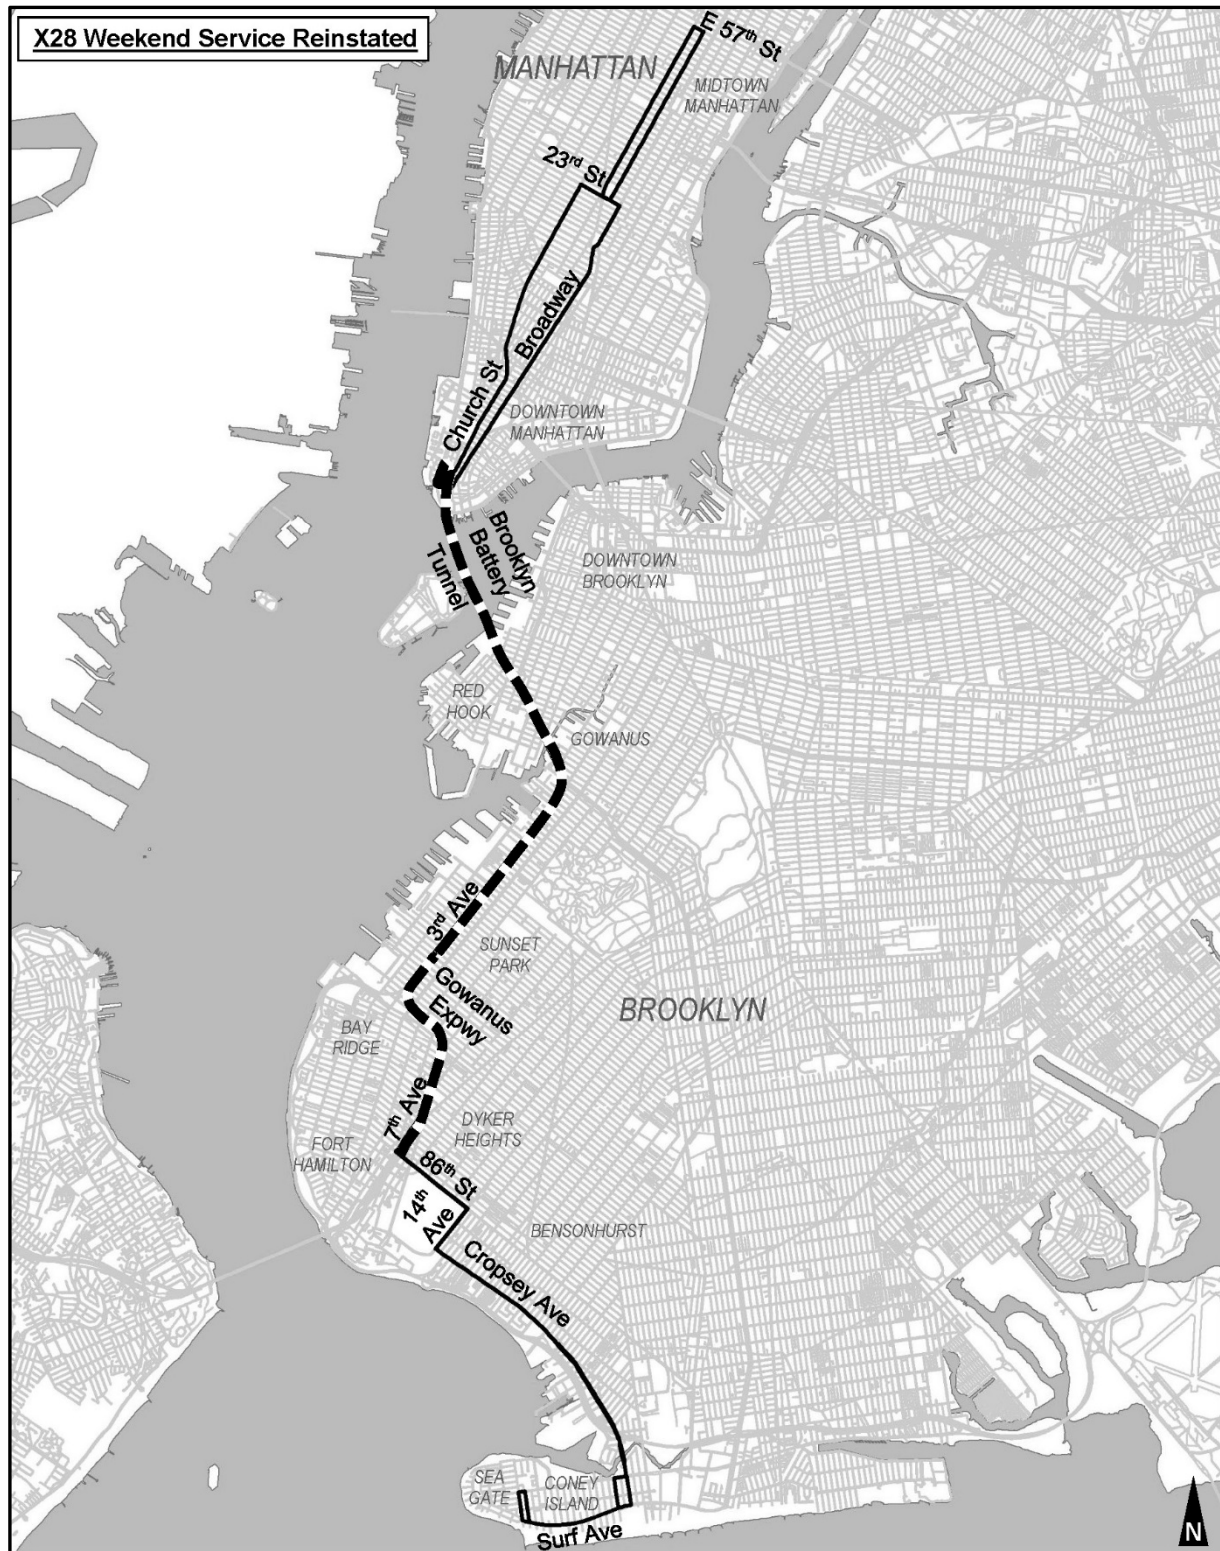 X28 Weekend Service Reinstated
E 57th St
MANHATTAN
MIDTOWN
MANHATTAN
23rd St
Broadway
Church St
DOWNTOWN
MANHATTAN
Brooklyn
Battery
Tunnel
DOWNTOWN
BROOKLYN
RED
HOOK
GOWANUS
3rd Ave
SUNSET
PARK
Gowanus
Expwy
BROOKLYN
BAY
RIDGE
7th Ave
DYKER
HEIGHTS
FORT
HAMILTON
86th St
14th
Ave
BENSONHURST
Cropsey Ave
SEA
GATE
CONEY
ISLAND
Surf Ave
N